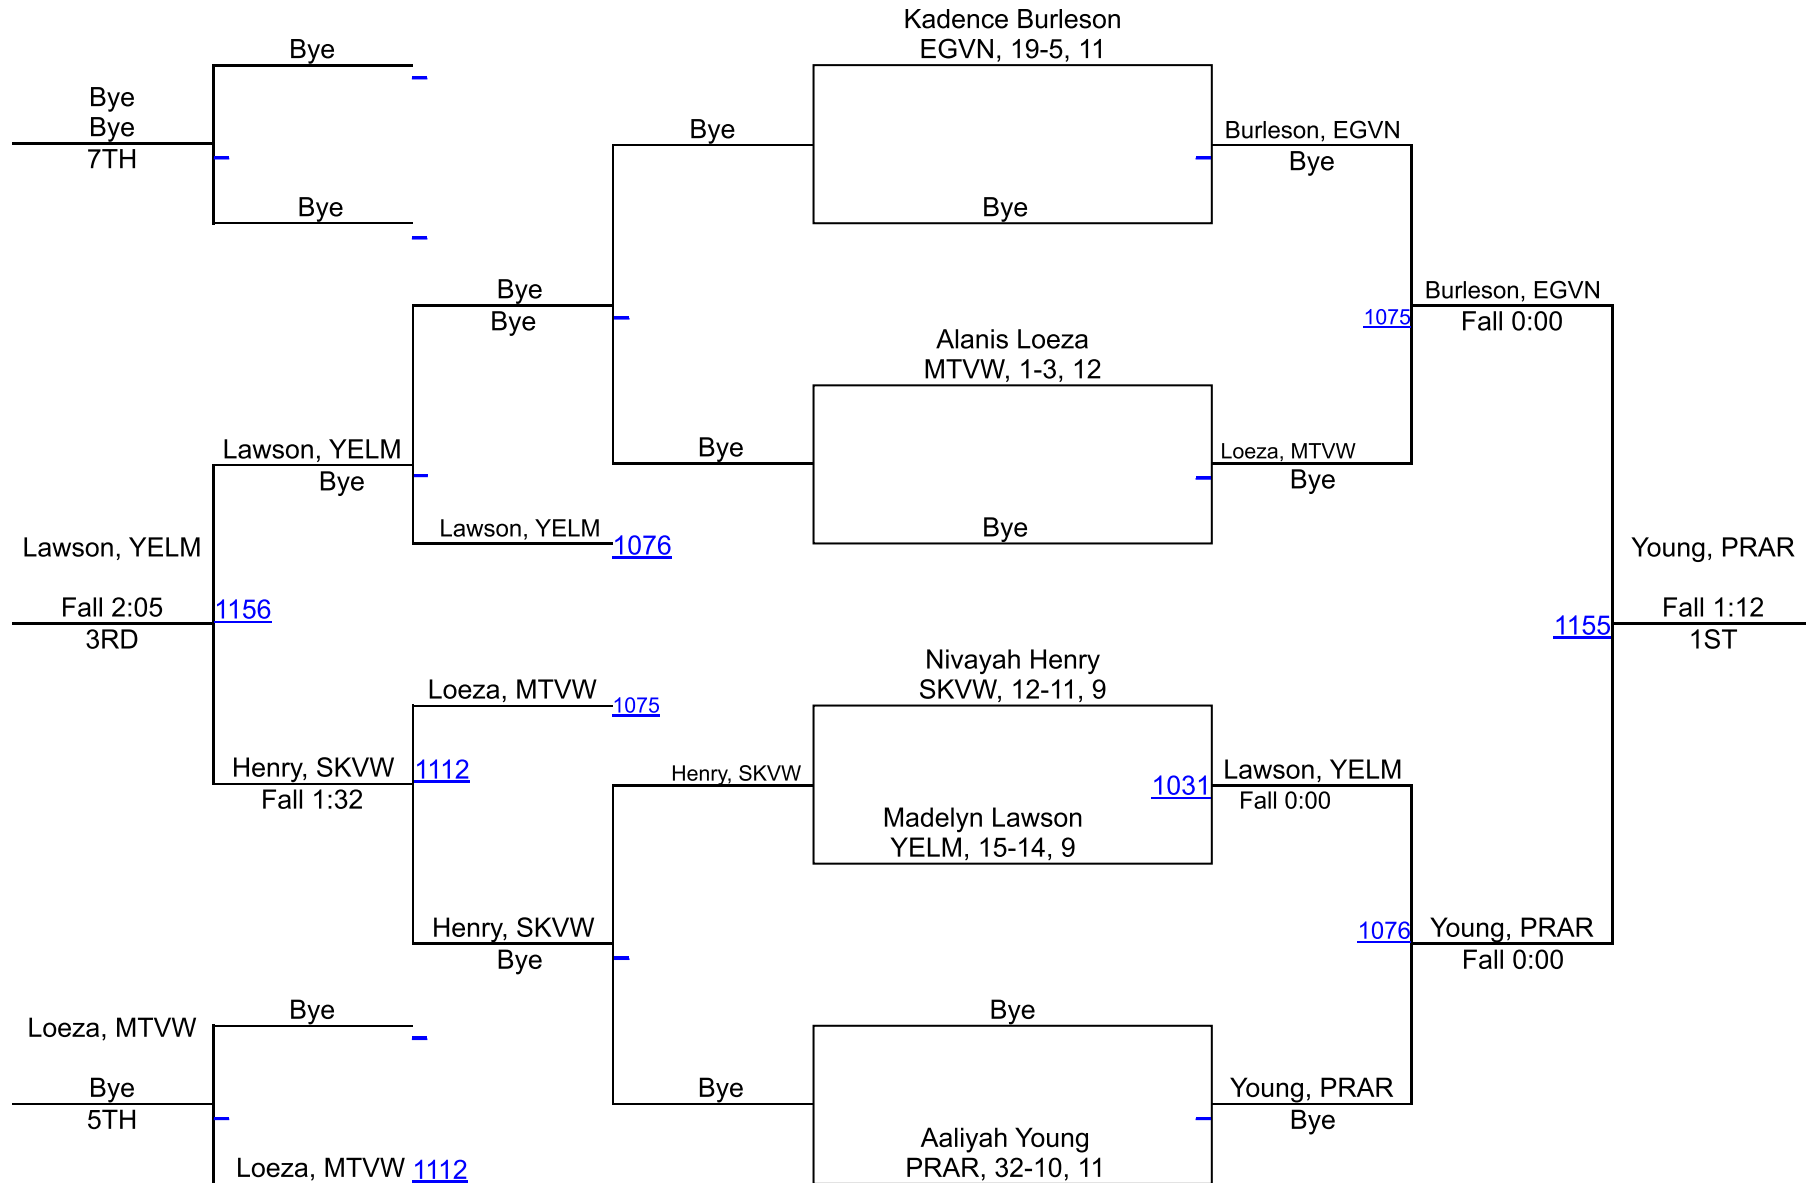 Kadence Burleson
EGVN, 19-5, 11
Bye
Bye
Bye
7TH
Bye
Bye
Burleson, EGVN
Bye
Bye
Bye
Bye
Bye
Burleson, EGVN
1075
Fall 0:00
Alanis Loeza
MTVW, 1-3, 12
Lawson, YELM
Bye
Bye
Loeza, MTVW
Bye
Lawson, YELM
1076
Bye
Lawson, YELM
Fall 2:05
3RD
1156
Young, PRAR
Fall 1:12
1ST
1155
Nivayah Henry
SKVW, 12-11, 9
Loeza, MTVW
1075
Henry, SKVW
Fall 1:32
1112
Henry, SKVW
1031
Lawson, YELM
Fall 0:00
Madelyn Lawson
YELM, 15-14, 9
Henry, SKVW
Bye
1076
Young, PRAR
Fall 0:00
Bye
Bye
Loeza, MTVW
Bye
5TH
Bye
Young, PRAR
Bye
Aaliyah Young
PRAR, 32-10, 11
Loeza, MTVW
1112